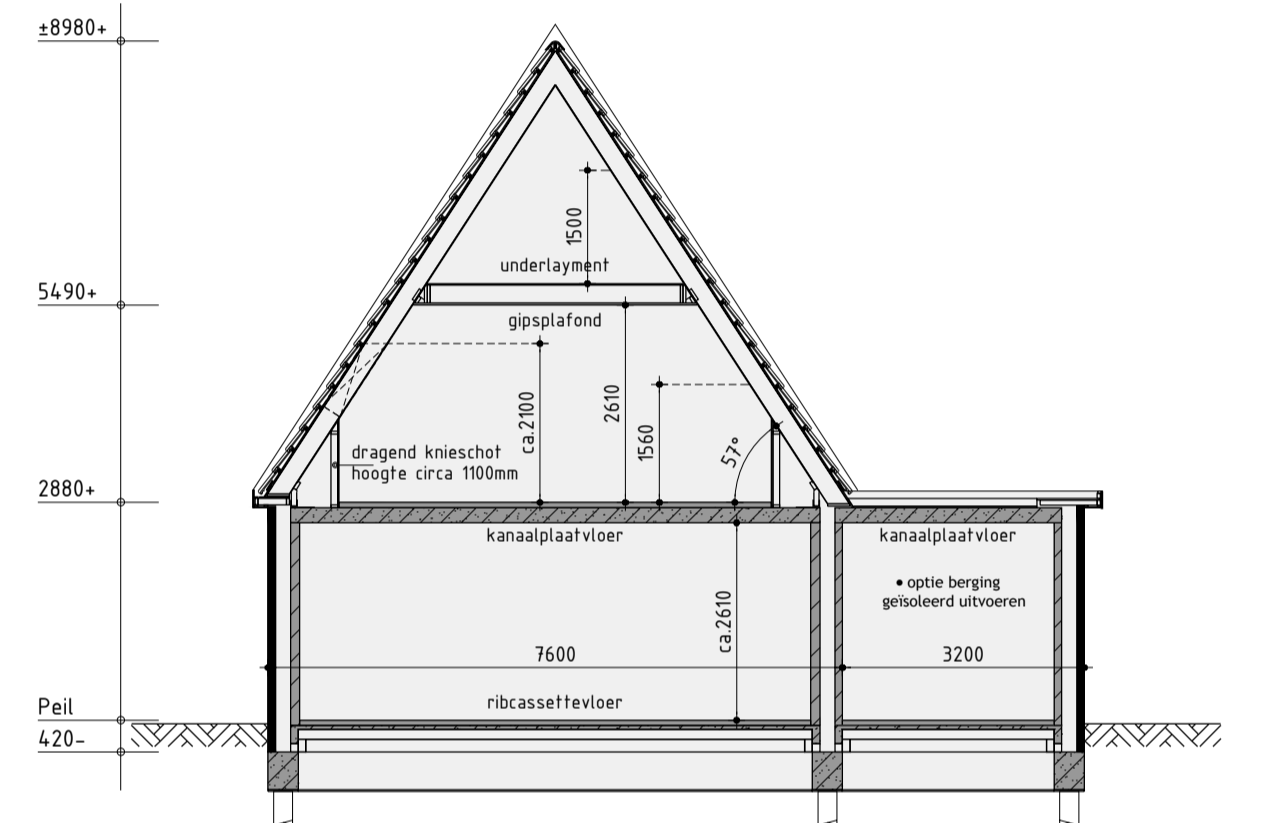 ±8980+
1500
underlayment
5490+
gipsplafond
ca.2100
2610
1560
57°
dragend knieschot
hoogte circa 1100mm
2880+
kanaalplaatvloer
kanaalplaatvloer
• optie berging
geïsoleerd uitvoeren
ca.2610
7600
3200
ribcassettevloer
Peil
420-